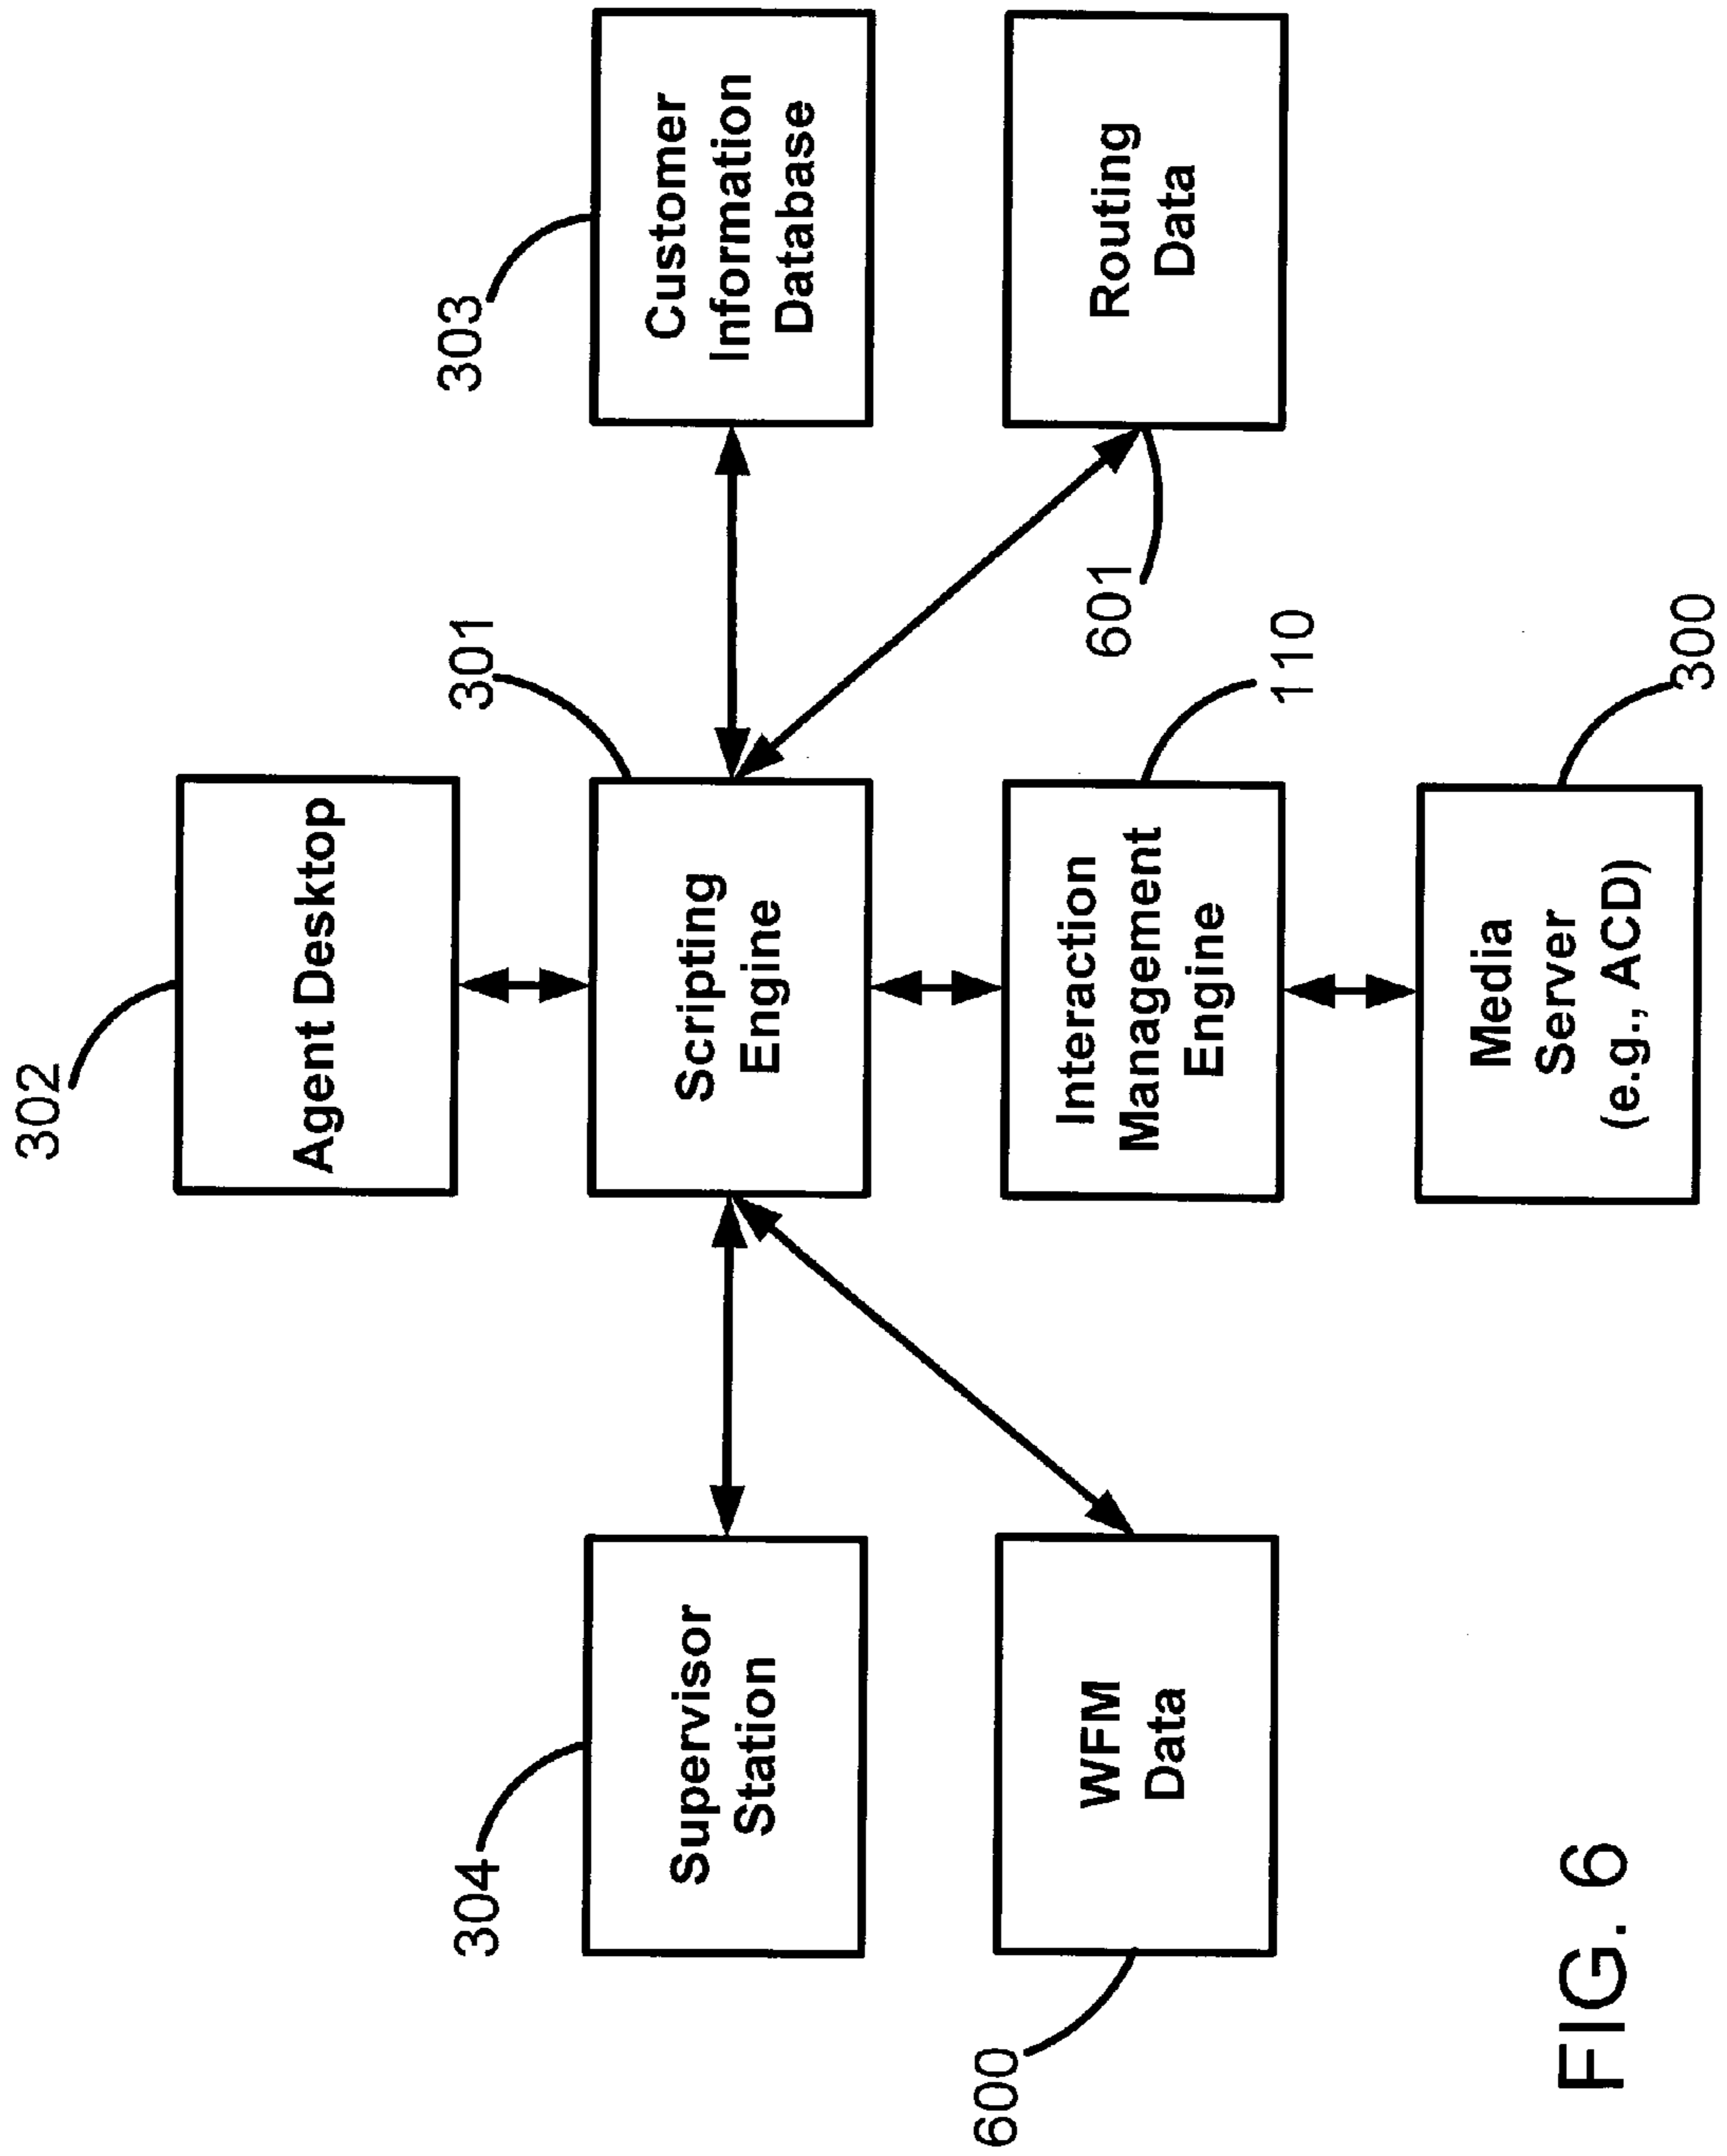 302
Agent Desktop
304
Supervisor
Station
301
Scripting
Engine
303
Customer
Information
Database
600
WFM
Data
110
Interaction
Management
Engine
601
Routing
Data
300
Media
Server
(e.g., ACD)
FIG. 6